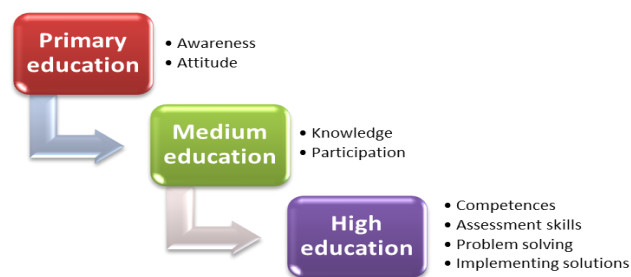 Primary
education
• Awareness
• Attitude
Medium
education
• Knowledge
• Participation
High
education
• Competences
• Assessment skills
• Problem solving
• Implementing solutions